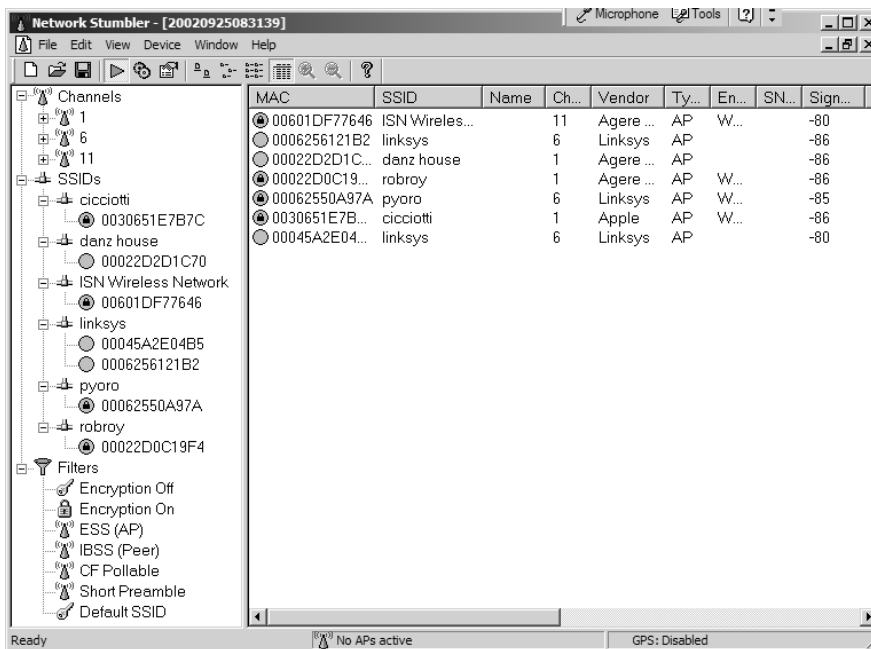 Network Stumbler - [20020925083139]
Microphone Tools
File Edit View Device Window Help
Channels
1
6
11
SSIDs
cicciotti
0030651E7B7C
danz house
00022D2D1C70
ISN Wireless Network
00601DF77646
linksys
00045A2E04B5
0006256121B2
pyoro
00062550A97A
robroy
00022D0C19F4
Filters
Encryption Off
Encryption On
ESS (AP)
IBSS (Peer)
CF Pollable
Short Preamble
Default SSID
MAC SSID Name Ch... Vendor Ty... En... SN... Sign...
00601DF77646 ISN Wireles... 11 Agere ... AP W... -80
0006256121B2 linksys 6 Linksys AP -86
00022D2D1C... danz house 1 Agere ... AP -86
00022D0C19... robroy 1 Agere ... AP W... -86
00062550A97A pyoro 6 Linksys AP W... -85
0030651E7B... cicciotti 1 Apple AP W... -86
00045A2E04... linksys 6 Linksys AP -80
Ready No APs active GPS: Disabled